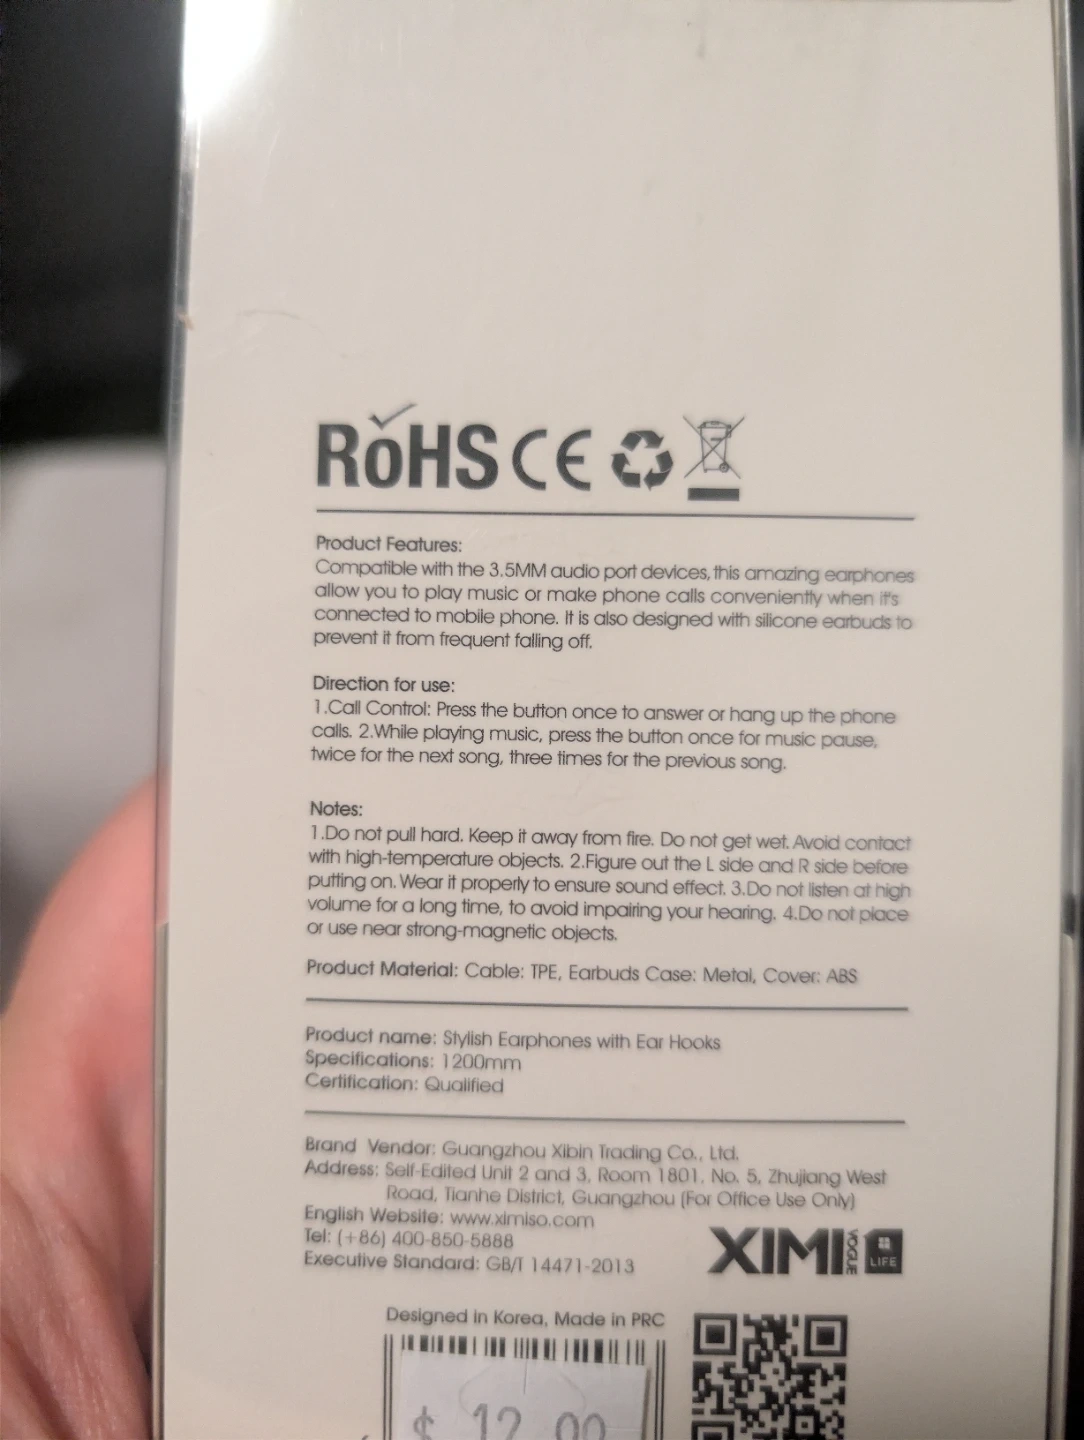 RoHS CE
Product Features:
Compatible with the 3.5MM audio port devices, this amazing earphones
allow you to play music or make phone calls conveniently when it's
connected to mobile phone. It is also designed with silicone earbuds to
prevent it from frequent falling off.
Direction for use:
1.Call Control: Press the button once to answer or hang up the phone
calls. 2.While playing music, press the button once for music pause,
twice for the next song, three times for the previous song.
Notes:
1.Do not pull hard. Keep it away from fire. Do not get wet. Avoid contact
with high-temperature objects. 2.Figure out the L side and R side before
putting on. Wear it properly to ensure sound effect. 3.Do not listen at high
volume for a long time, to avoid impairing your hearing. 4.Do not place
or use near strong-magnetic objects.
Product Material: Cable: TPE, Earbuds Case: Metal, Cover: ABS
Product name: Stylish Earphones with Ear Hooks
Specifications: 1200mm
Certification: Qualified
Brand Vendor: Guangzhou Xibin Trading Co., Ltd.
Address: Self-Edited Unit 2 and 3, Room 1801, No. 5, Zhujiang West
Road, Tianhe District, Guangzhou (For Office Use Only)
English Website: www.ximiso.com
Tel: (+86) 400-850-5888
Executive Standard: GB/T 14471-2013
XIMI VOGUE LIFE
Designed in Korea, Made in PRC
$ 12.00